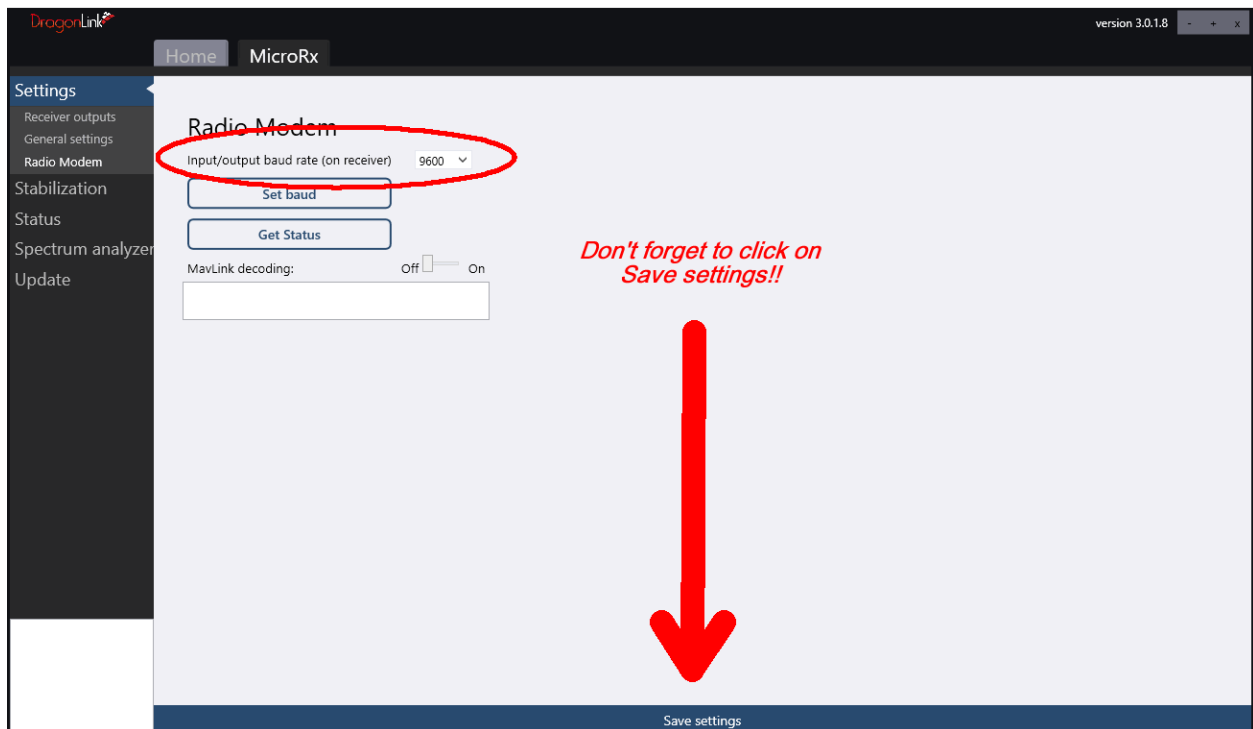 DragonLink
version 3.0.1.8
- + x
Home MicroRx
Settings
Receiver outputs
General settings
Radio Modem
Stabilization
Status
Spectrum analyzer
Update
Radio Modem
Input/output baud rate (on receiver) 9600
Set baud
Get Status
MavLink decoding: Off On
Don't forget to click on
Save settings!!
Save settings